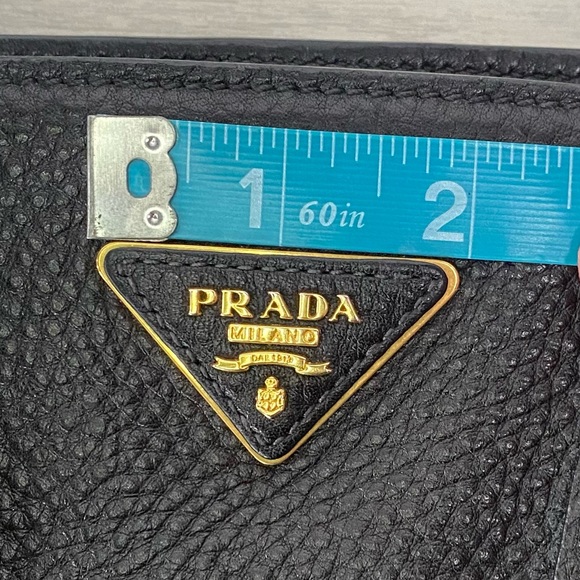 1 60in 2
PRADA
MILANO
DAL 1913